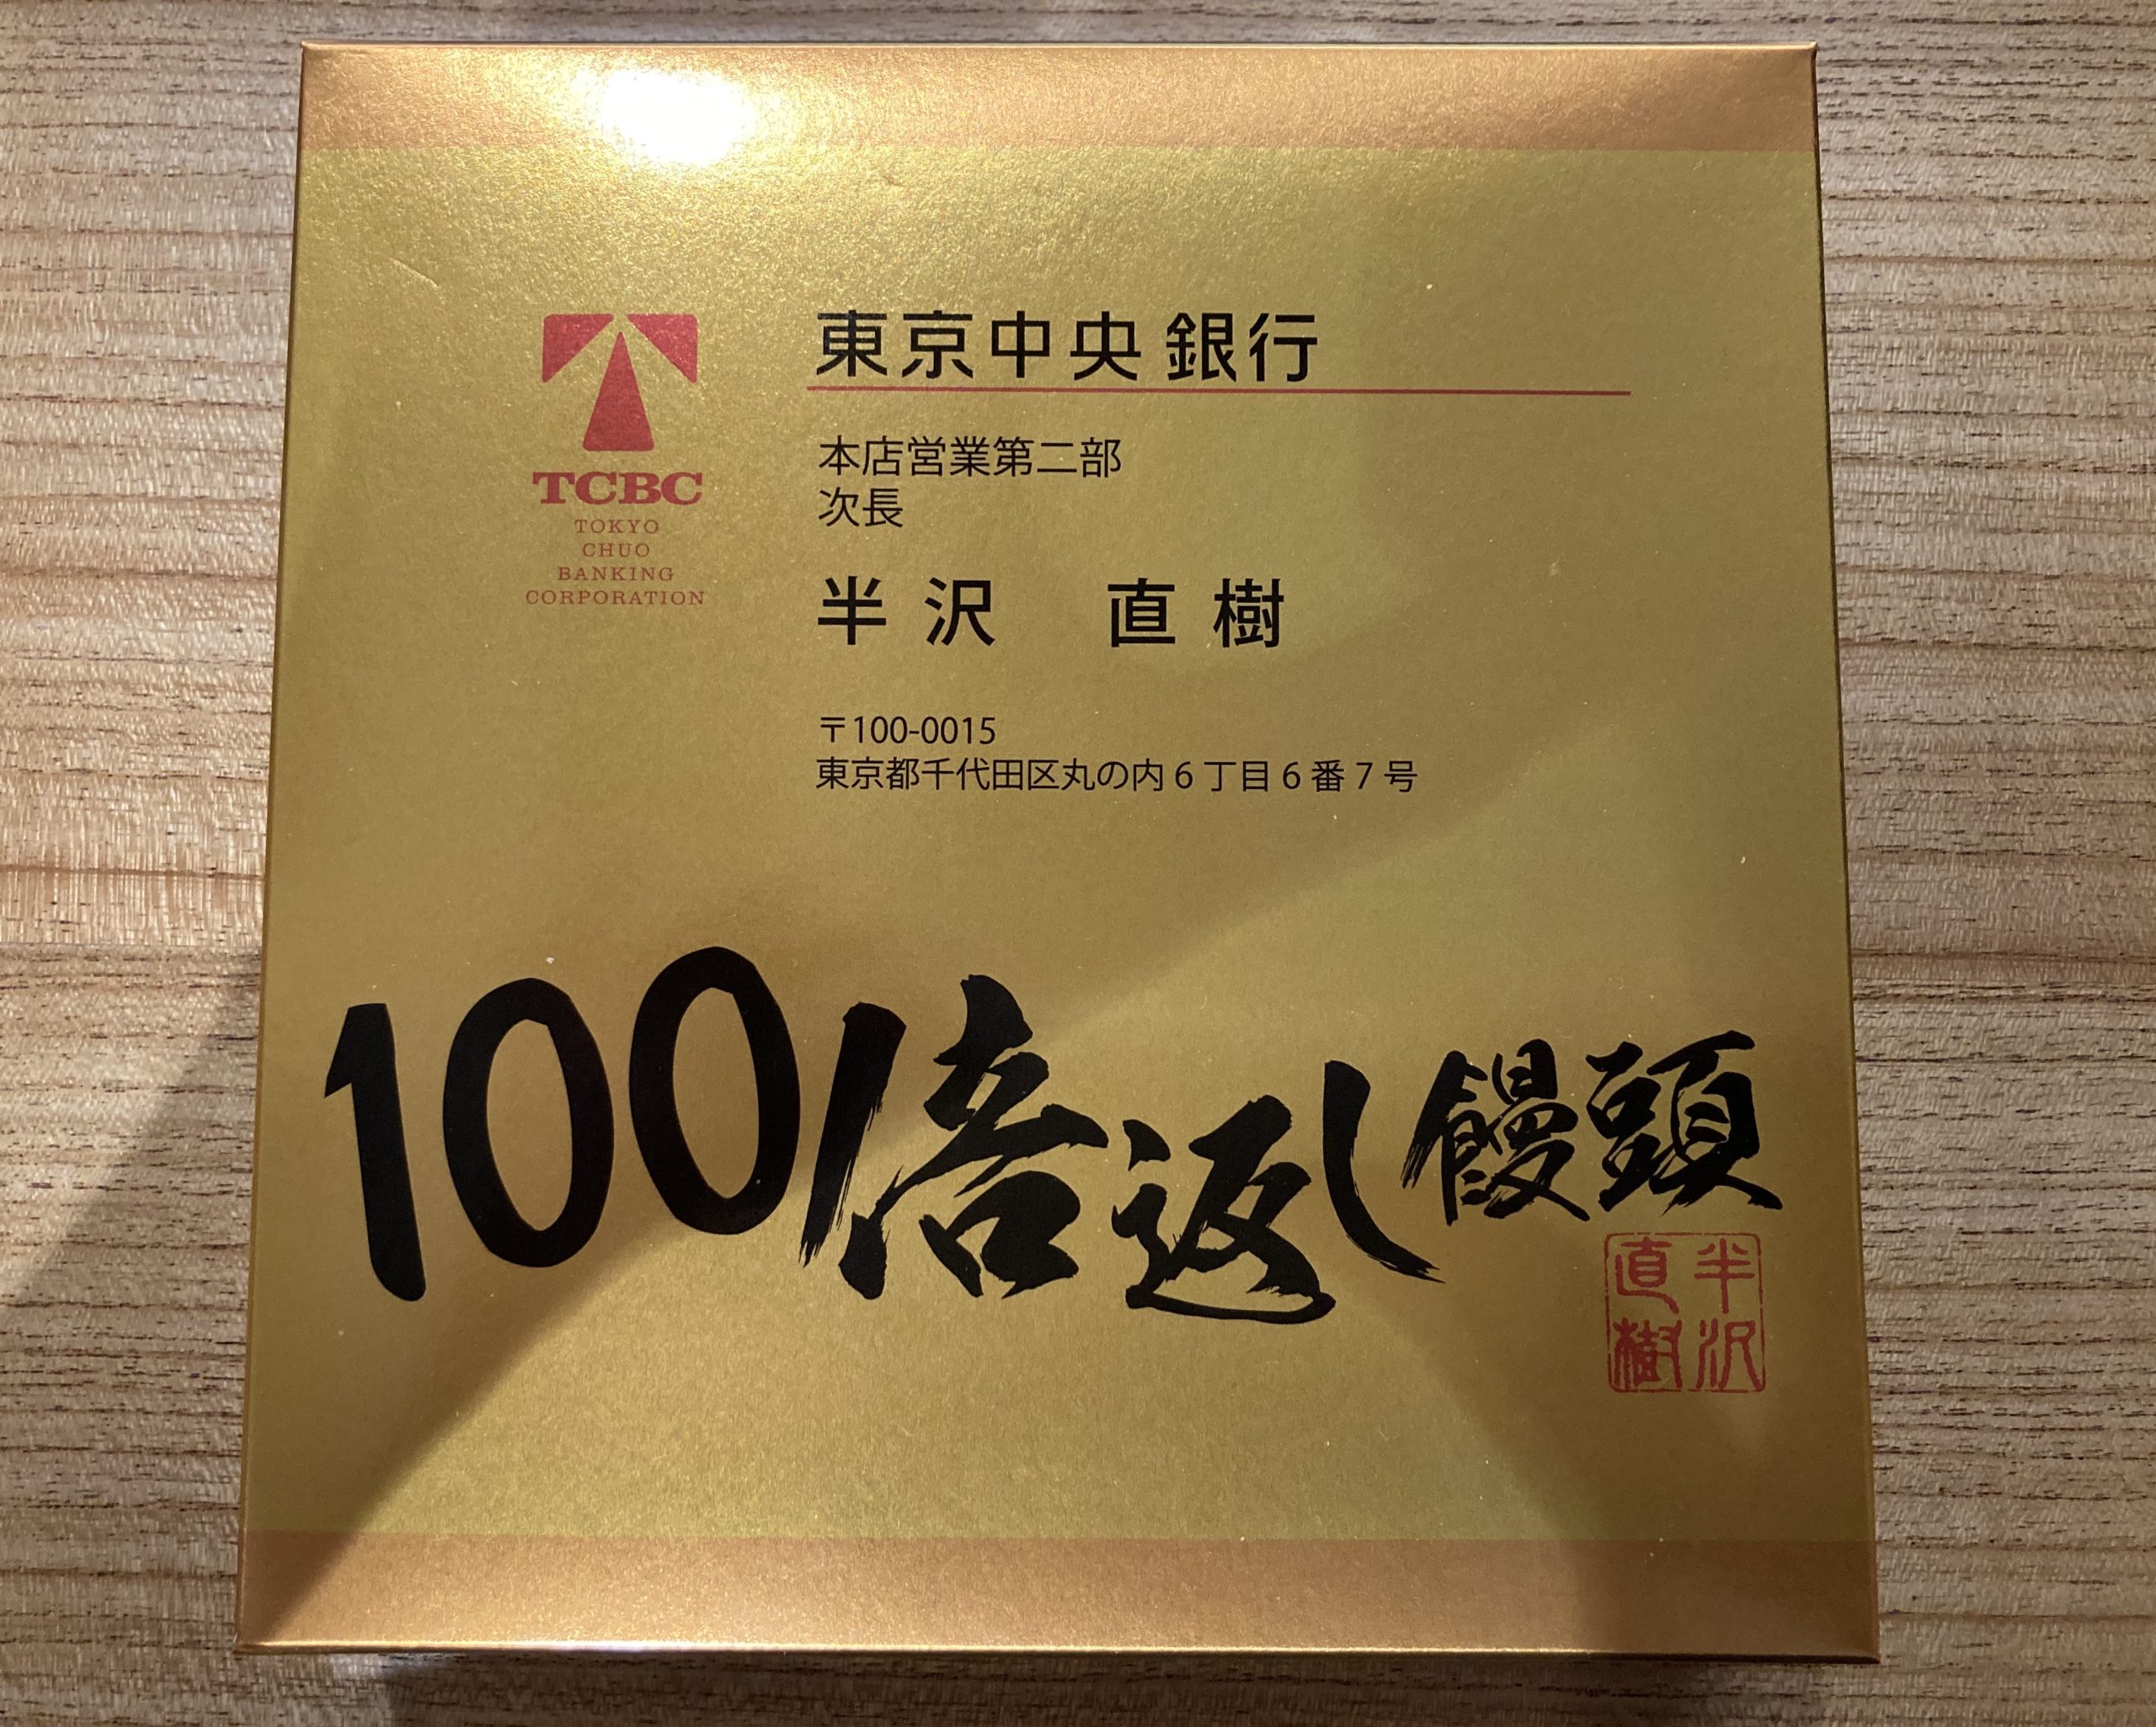 東京中央銀行
本店営業第二部
次長
半沢 直樹
〒100-0015
東京都千代田区丸の内6丁目6番7号
TCBC
TOKYO
CHUO
BANKING
CORPORATION
100倍返し饅頭
半沢
直樹